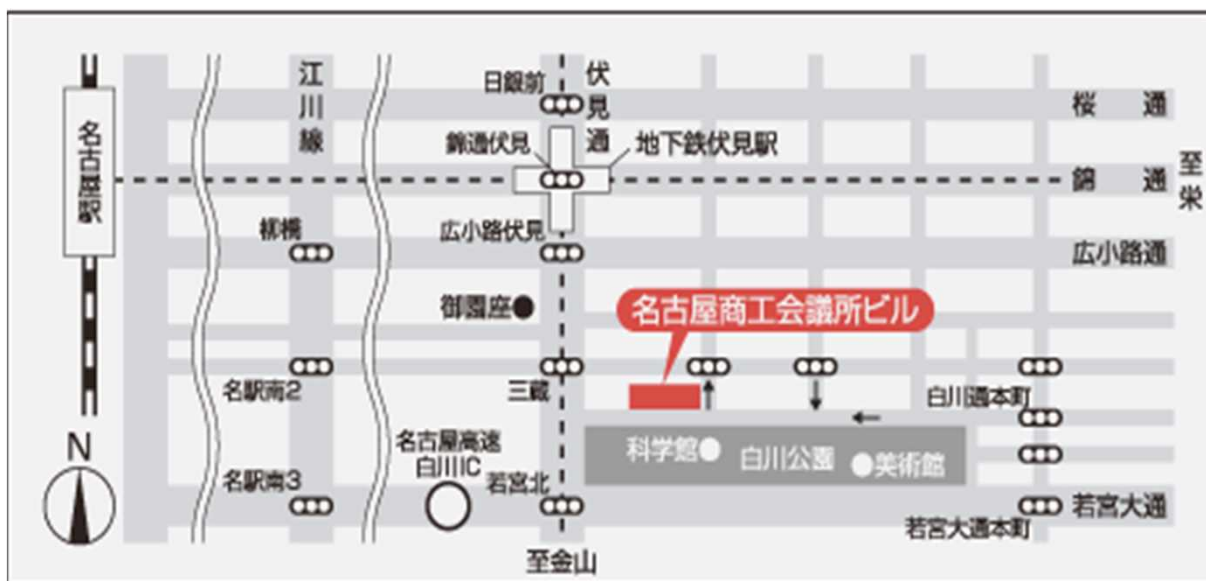 江川線
日銀前
伏見通
桜通
名古屋駅
錦通伏見
地下鉄伏見駅
錦通
至栄
柳橋
広小路伏見
広小路通
御園座
名古屋商工会議所ビル
名駅南2
三蔵
白川通本町
N
名古屋高速
白川IC
科学館
白川公園
美術館
名駅南3
若宮北
若宮大通
若宮大通本町
至金山